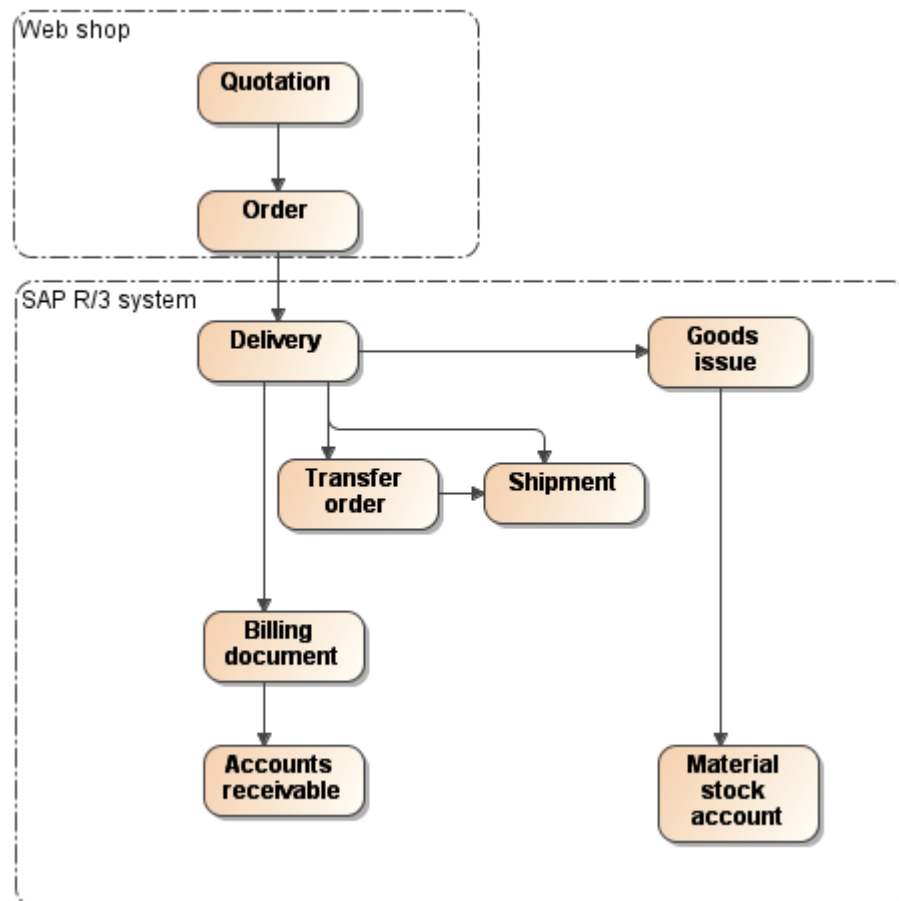 Web shop
Quotation
Order
SAP R/3 system
Delivery
Goods
issue
Transfer
order
Shipment
Billing
document
Accounts
receivable
Material
stock
account